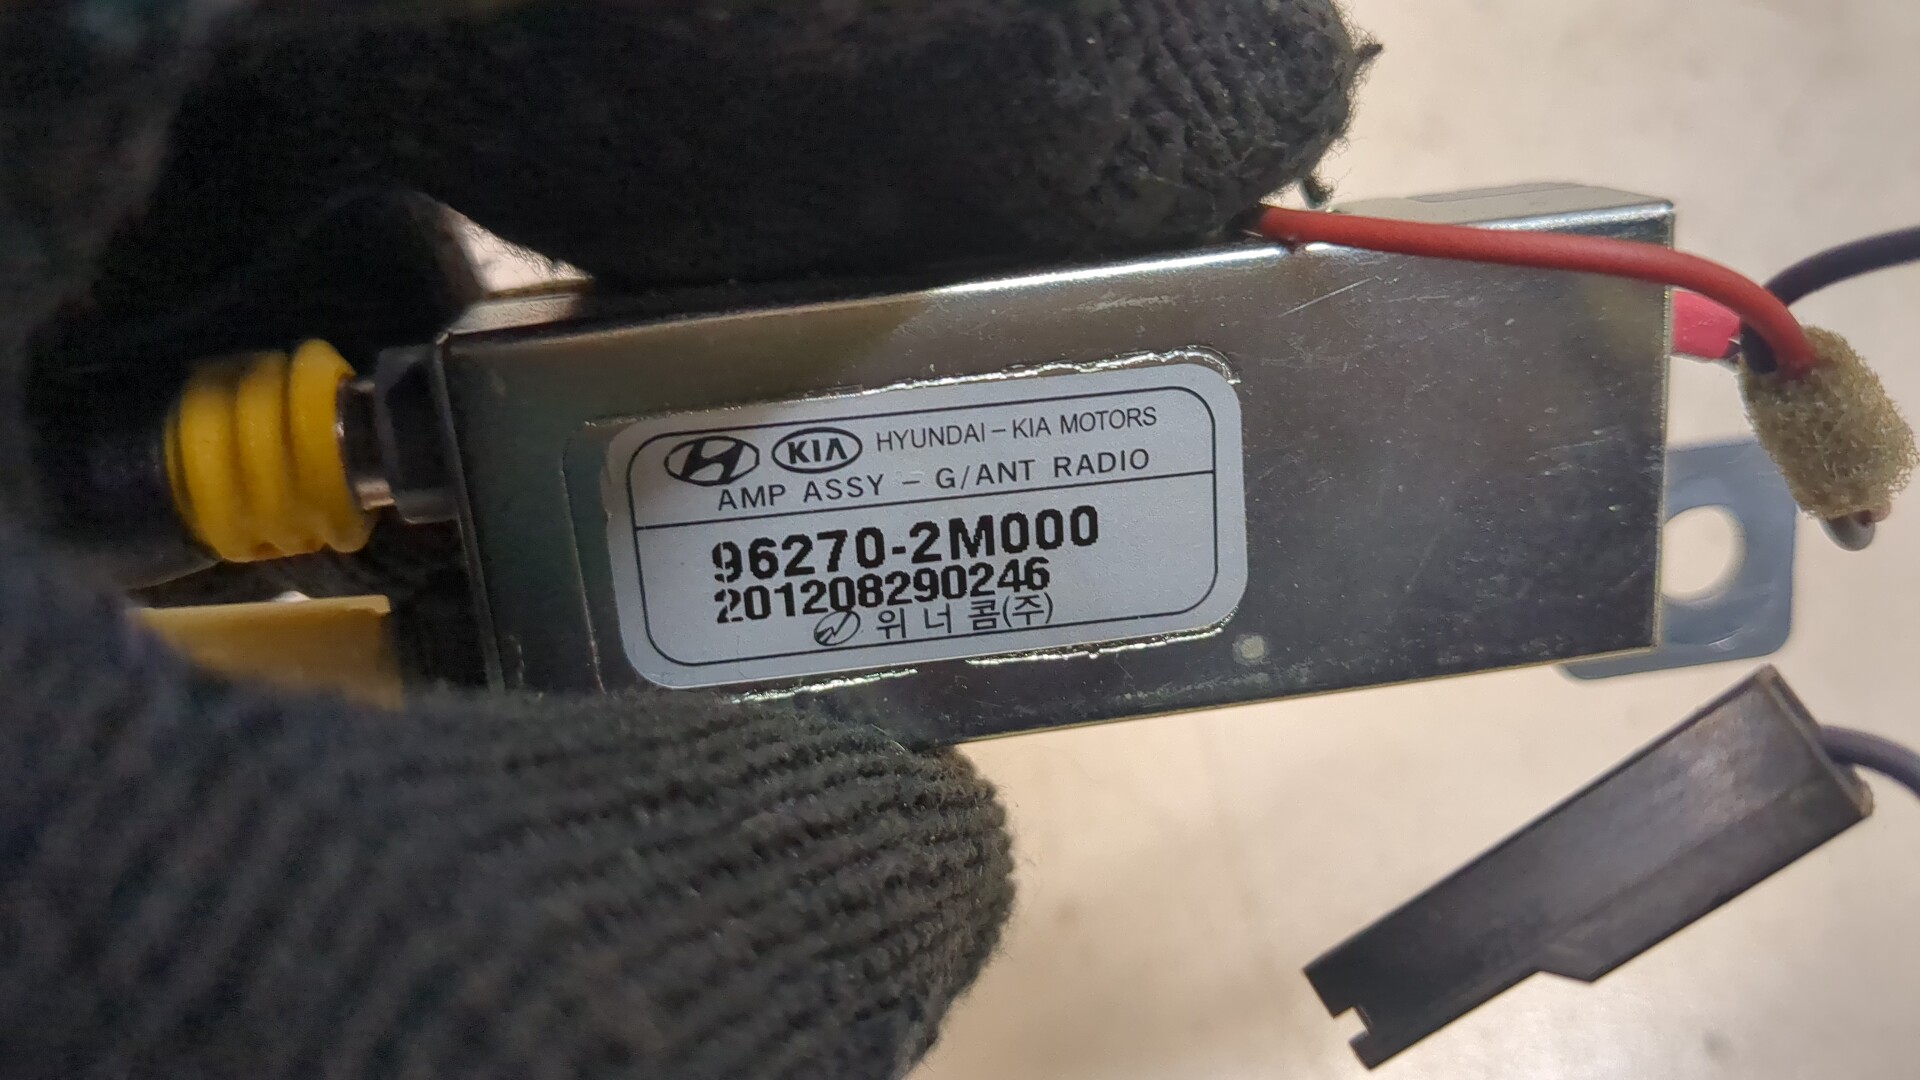 KIA HYUNDAI-KIA MOTORS
AMP ASSY - G/ANT RADIO
96270-2M000
201208290246
위너콤(주)